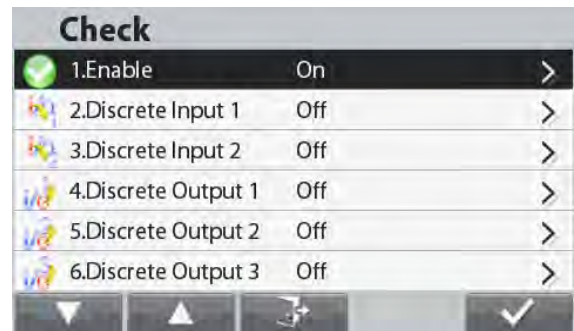 Check
1.Enable On
2.Discrete Input 1 Off
3.Discrete Input 2 Off
4.Discrete Output 1 Off
5.Discrete Output 2 Off
6.Discrete Output 3 Off